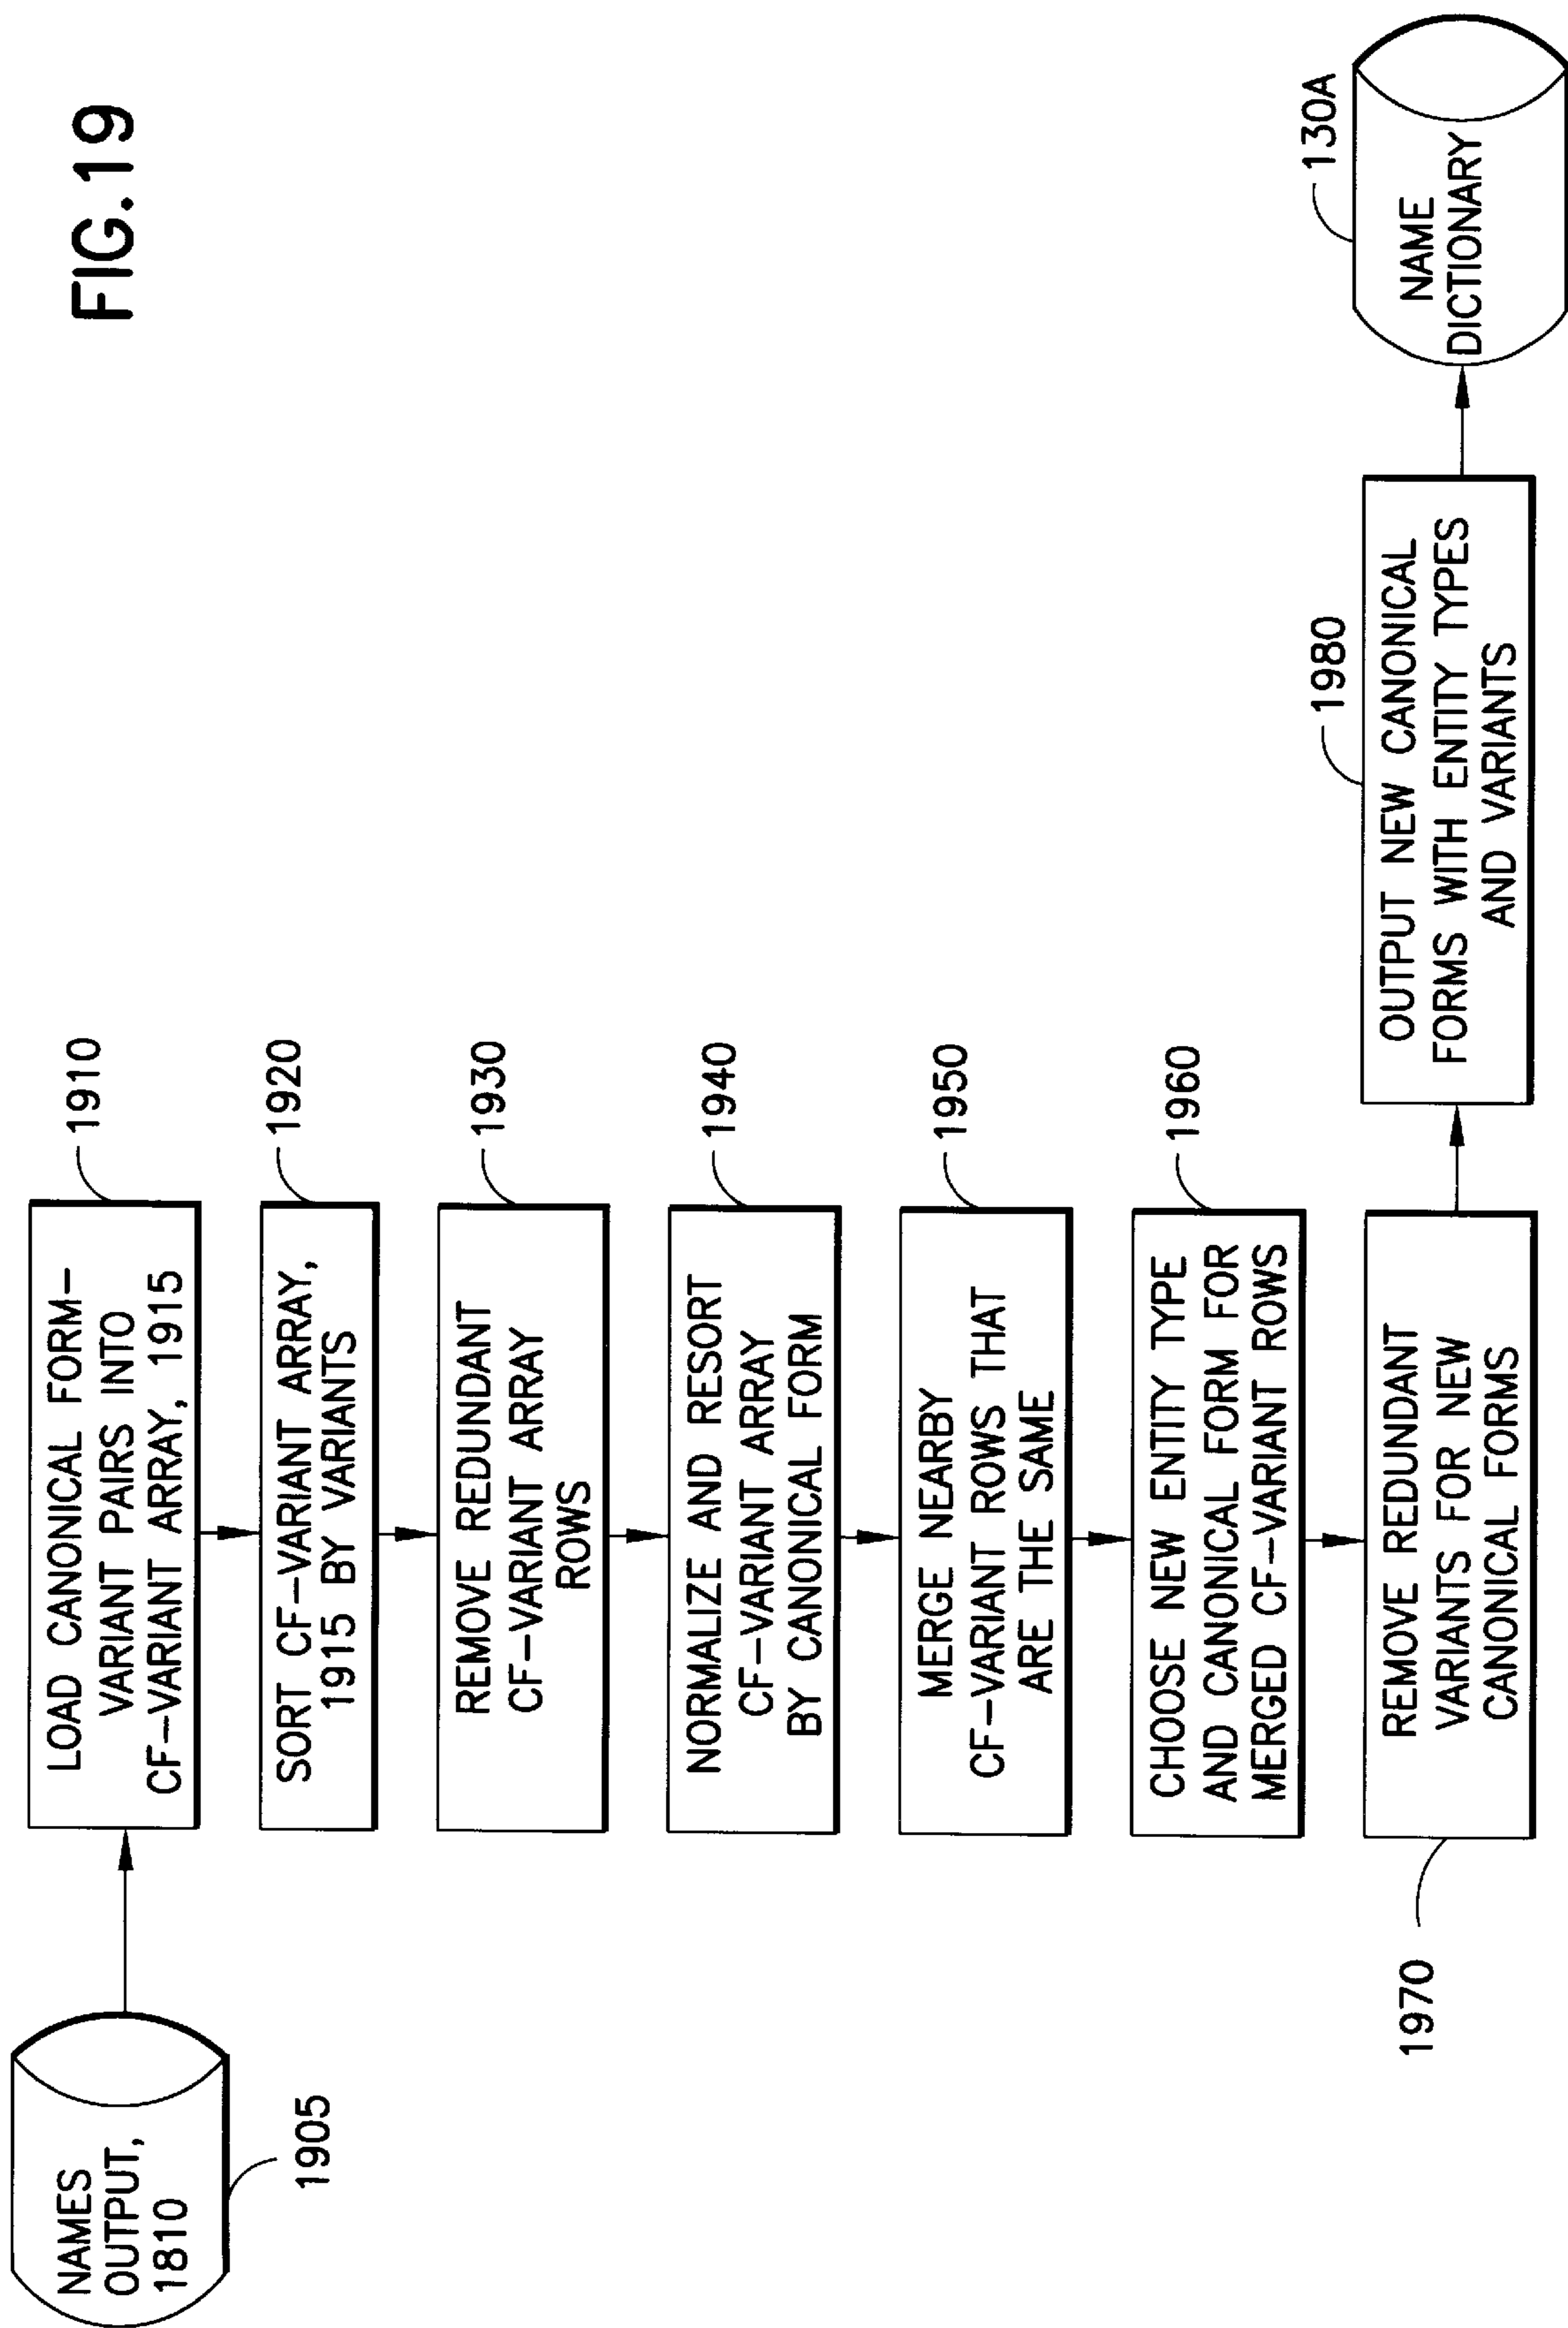 FIG.19
NAMES
OUTPUT,
1810
1905
LOAD CANONICAL FORM-
VARIANT PAIRS INTO
CF-VARIANT ARRAY, 1915
1910
SORT CF-VARIANT ARRAY,
1915 BY VARIANTS
1920
REMOVE REDUNDANT
CF-VARIANT ARRAY
ROWS
1930
NORMALIZE AND RESORT
CF-VARIANT ARRAY
BY CANONICAL FORM
1940
MERGE NEARBY
CF-VARIANT ROWS THAT
ARE THE SAME
1950
CHOOSE NEW ENTITY TYPE
AND CANONICAL FORM FOR
MERGED CF-VARIANT ROWS
1960
REMOVE REDUNDANT
VARIANTS FOR NEW
CANONICAL FORMS
1970
OUTPUT NEW CANONICAL
FORMS WITH ENTITY TYPES
AND VARIANTS
1980
NAME
DICTIONARY
130A